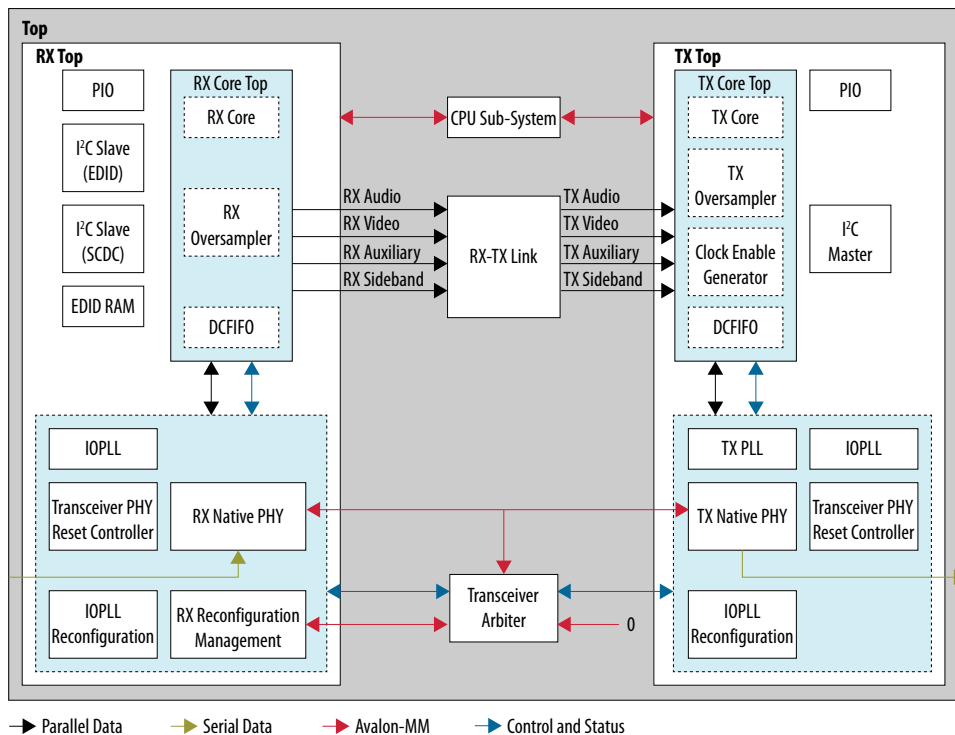 Top
RX Top
PIO
I²C Slave
(EDID)
I²C Slave
(SCDC)
EDID RAM
RX Core Top
RX Core
RX
Oversampler
DCFIFO
IOPLL
Transceiver PHY
Reset Controller
RX Native PHY
IOPLL
Reconfiguration
RX Reconfiguration
Management
CPU Sub-System
RX Audio
RX Video
RX Auxiliary
RX Sideband
RX-TX Link
TX Audio
TX Video
TX Auxiliary
TX Sideband
Transceiver
Arbiter
0
TX Top
TX Core Top
TX Core
TX
Oversampler
Clock Enable
Generator
DCFIFO
PIO
I²C
Master
TX PLL
IOPLL
TX Native PHY
Transceiver PHY
Reset Controller
IOPLL
Reconfiguration
Parallel Data
Serial Data
Avalon-MM
Control and Status